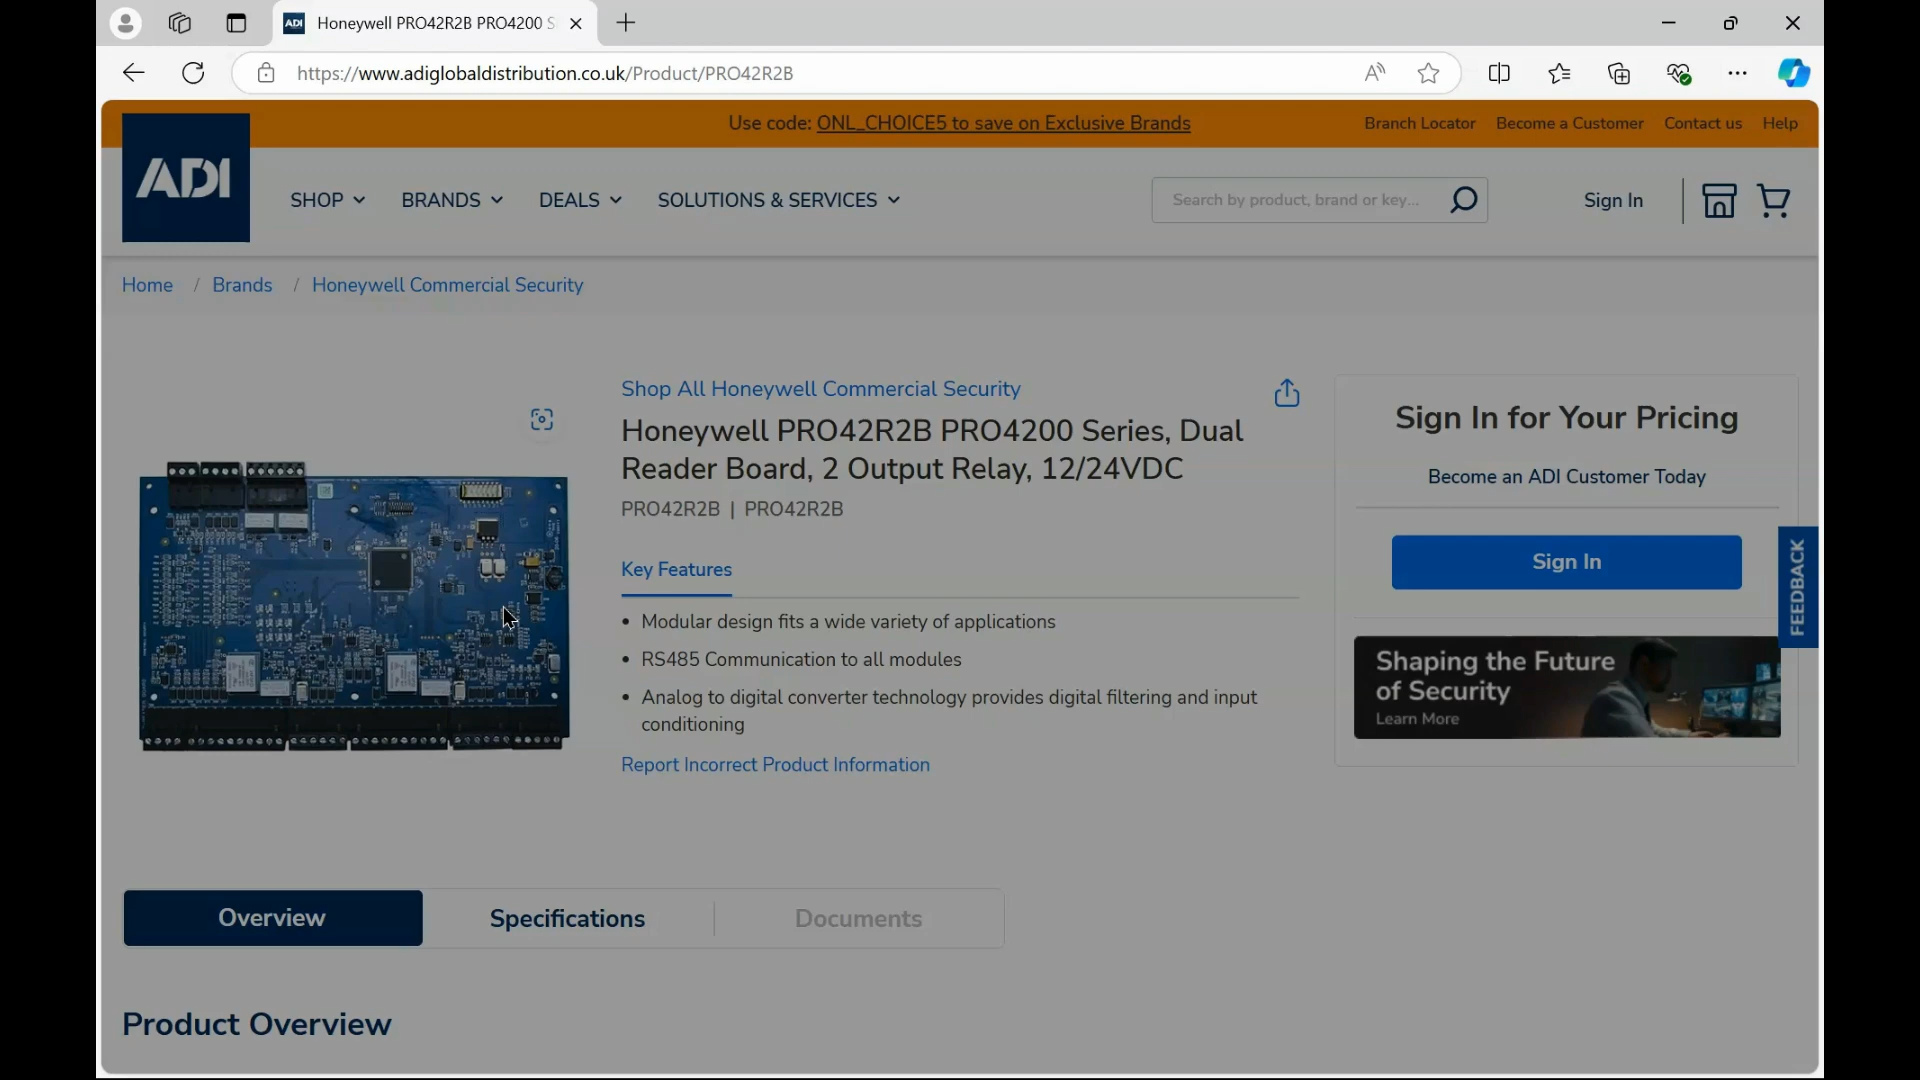 ADI Honeywell PRO42R2B PRO4200 S
https://www.adiglobaldistribution.co.uk/Product/PRO42R2B
Use code: ONL_CHOICE5 to save on Exclusive Brands
Branch Locator Become a Customer Contact us Help
ADI
SHOP BRANDS DEALS SOLUTIONS & SERVICES
Search by product, brand or key...
Sign In
Home / Brands / Honeywell Commercial Security
Shop All Honeywell Commercial Security
Honeywell PRO42R2B PRO4200 Series, Dual
Reader Board, 2 Output Relay, 12/24VDC
PRO42R2B | PRO42R2B
Key Features
• Modular design fits a wide variety of applications
• RS485 Communication to all modules
• Analog to digital converter technology provides digital filtering and input
conditioning
Report Incorrect Product Information
Sign In for Your Pricing
Become an ADI Customer Today
Sign In
FEEDBACK
Shaping the Future
of Security
Learn More
Overview Specifications Documents
Product Overview